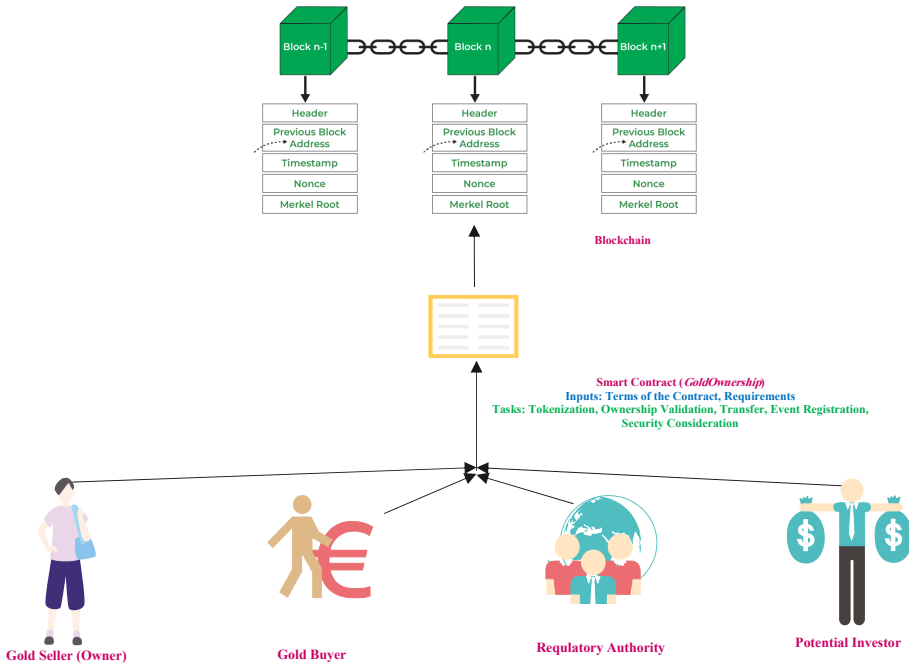 Block n-1
Block n
Block n+1
Header
Previous Block
Address
Timestamp
Nonce
Merkel Root
Header
Previous Block
Address
Timestamp
Nonce
Merkel Root
Header
Previous Block
Address
Timestamp
Nonce
Merkel Root
Blockchain
Smart Contract (GoldOwnership)
Inputs: Terms of the Contract, Requirements
Tasks: Tokenization, Ownership Validation, Transfer, Event Registration,
Security Consideration
€
$
$
Gold Seller (Owner)
Gold Buyer
Requlatory Authority
Potential Investor